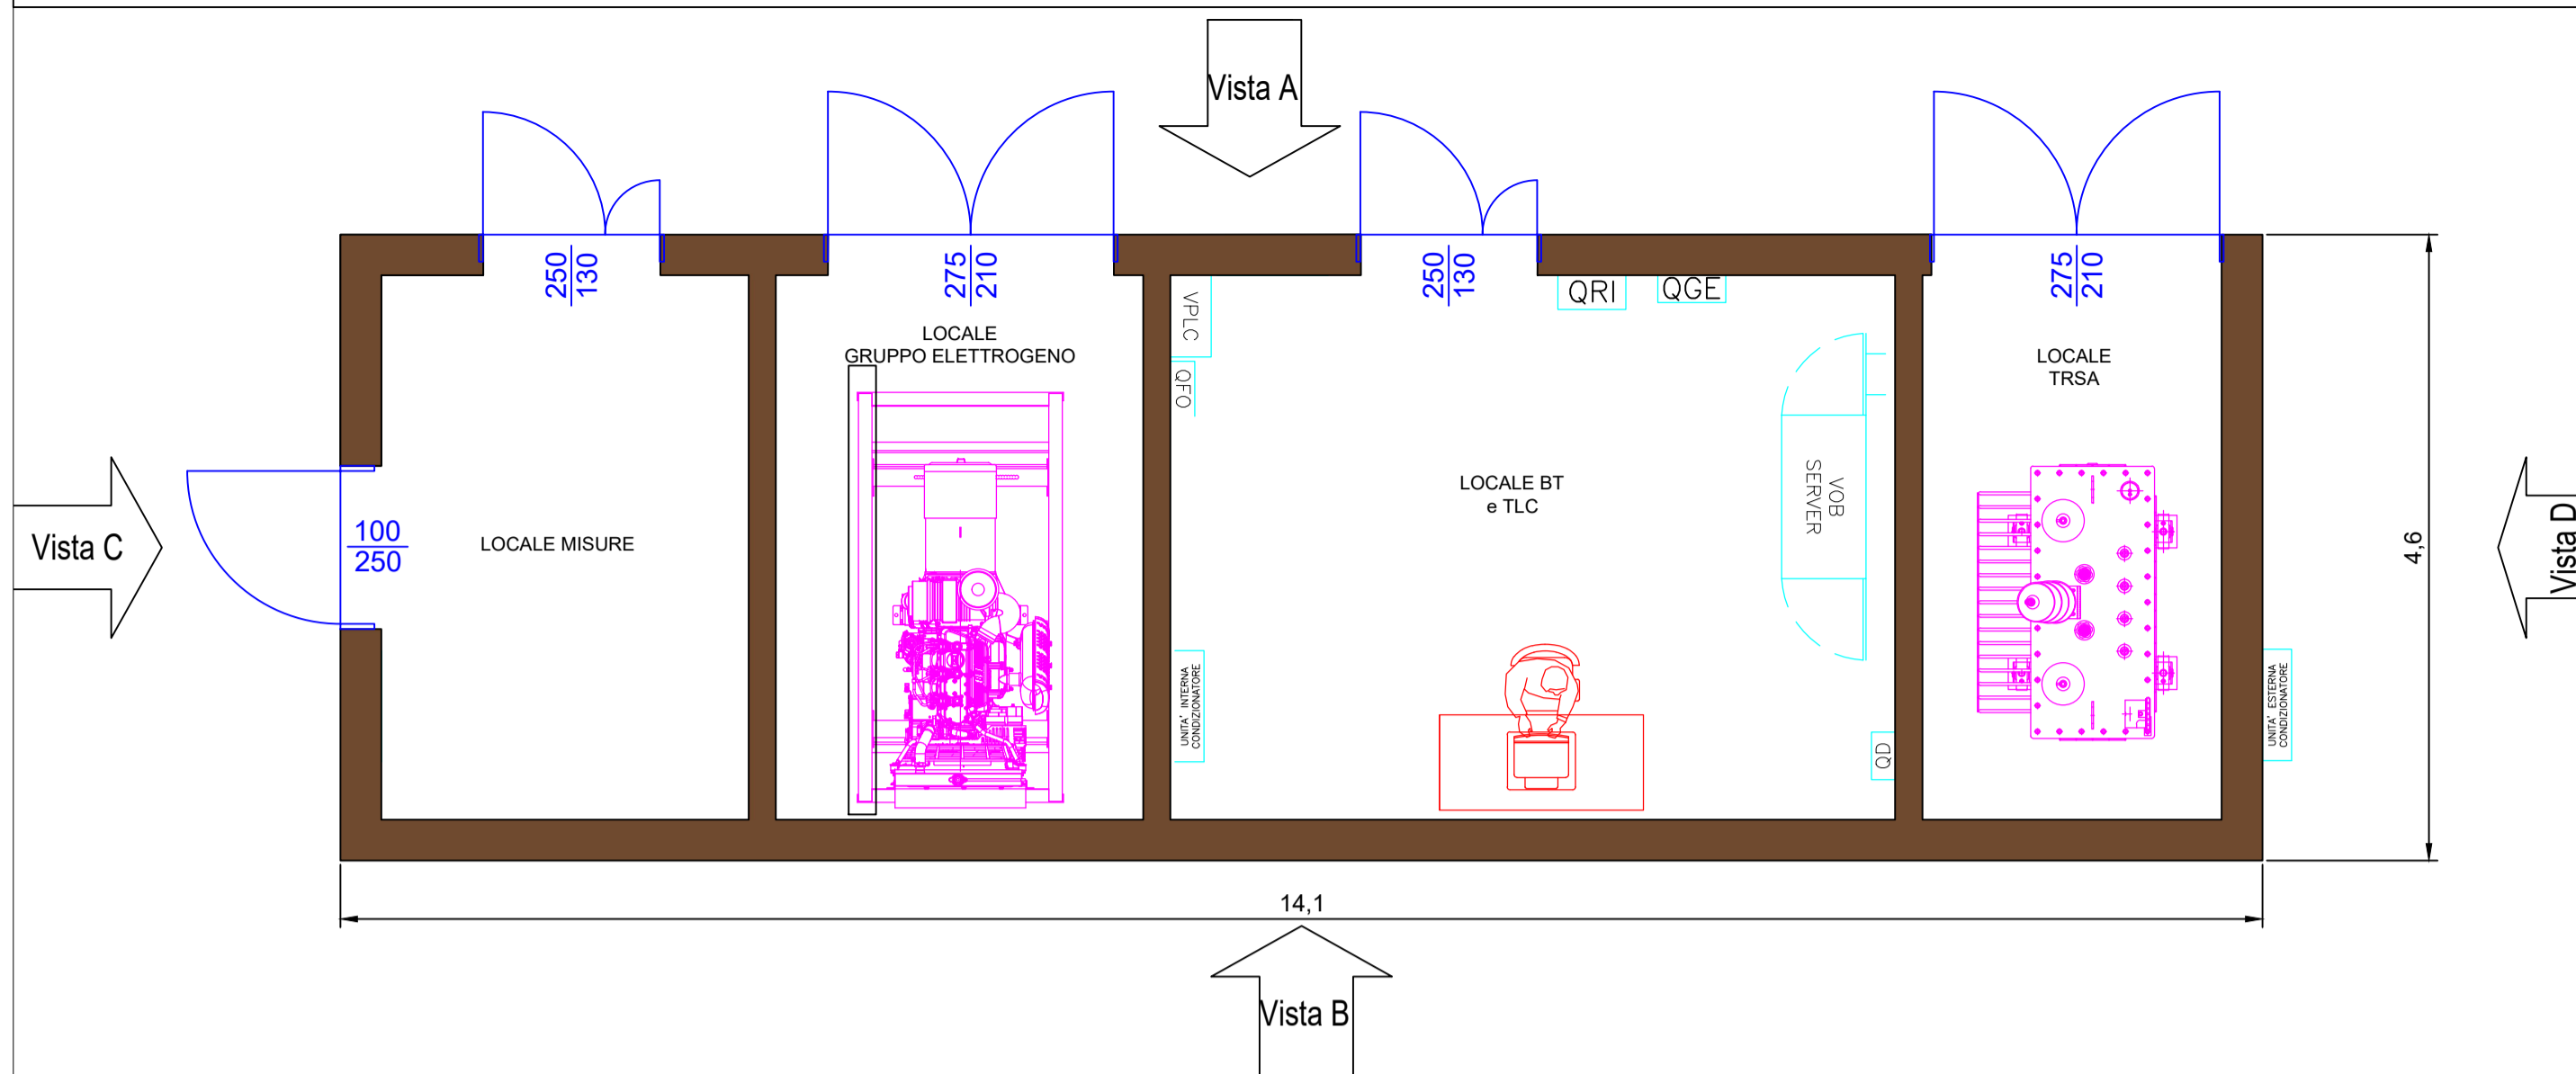 Vista A
250
130
275
210
250
130
275
210
QRI
QGE
VPLC
QFO
LOCALE
GRUPPO ELETTROGENO
LOCALE
TRSA
LOCALE BT
e TLC
VOB
SERVER
Vista C
100
250
LOCALE MISURE
4,6
Vista D
UNITA' INTERNA
CONDIZIONATORE
QD
UNITA' ESTERNA
CONDIZIONATORE
14,1
Vista B